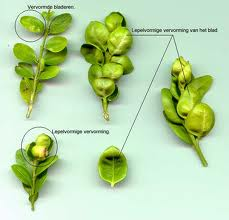 Vervormde bladeren.
Lepelvormige vervorming van het blad
Lepelvormige vervorming.